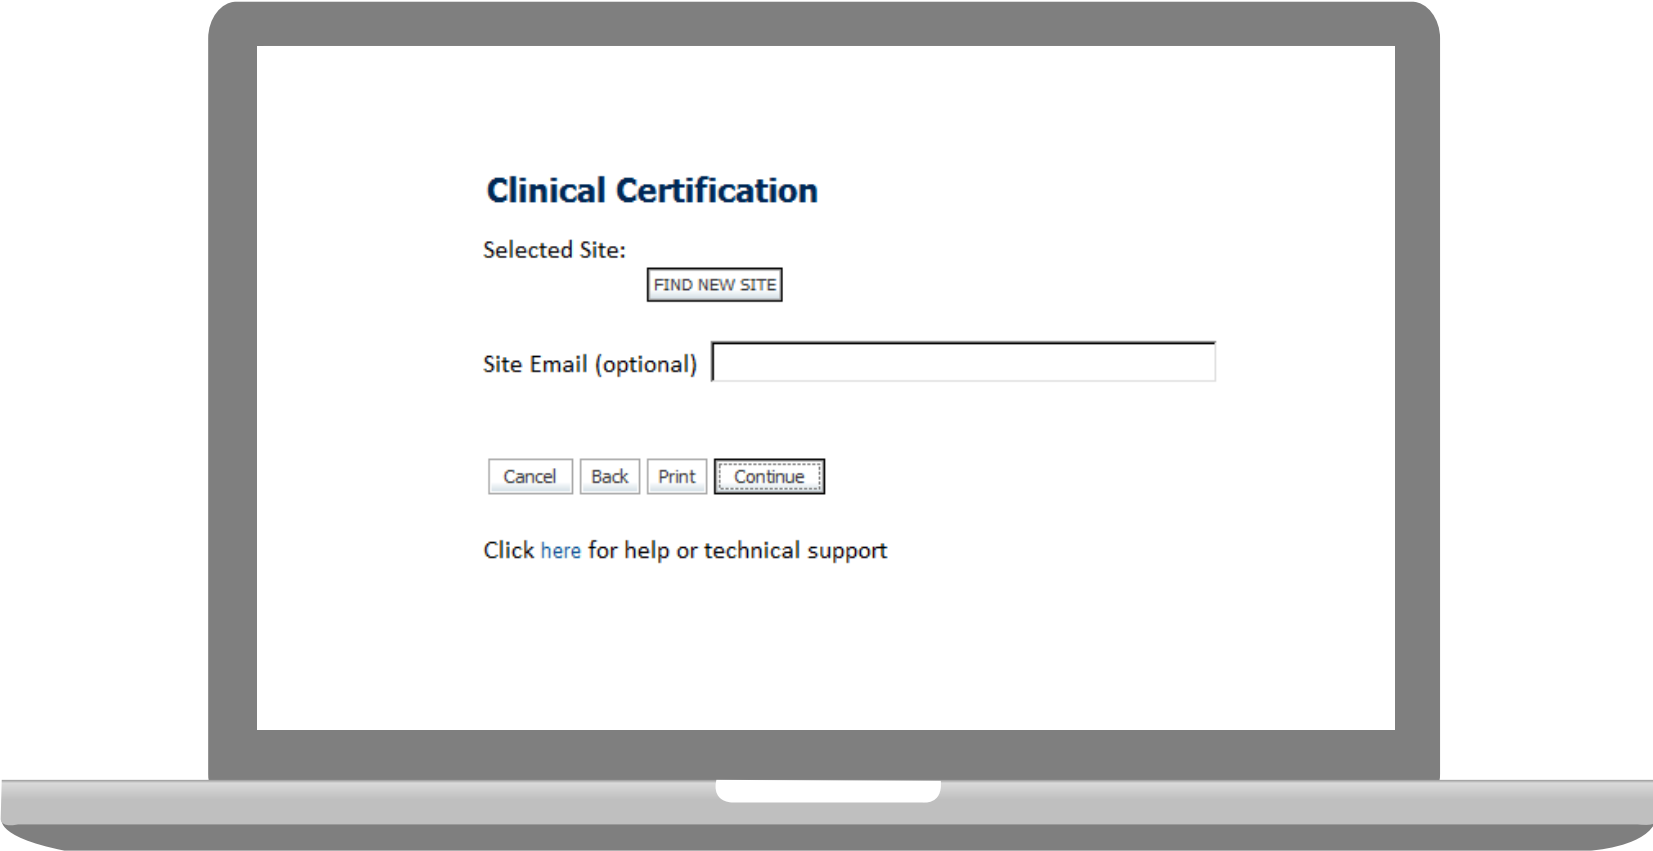 Clinical Certification
Selected Site:
FIND NEW SITE
Site Email (optional)
Cancel Back Print Continue
Click here for help or technical support